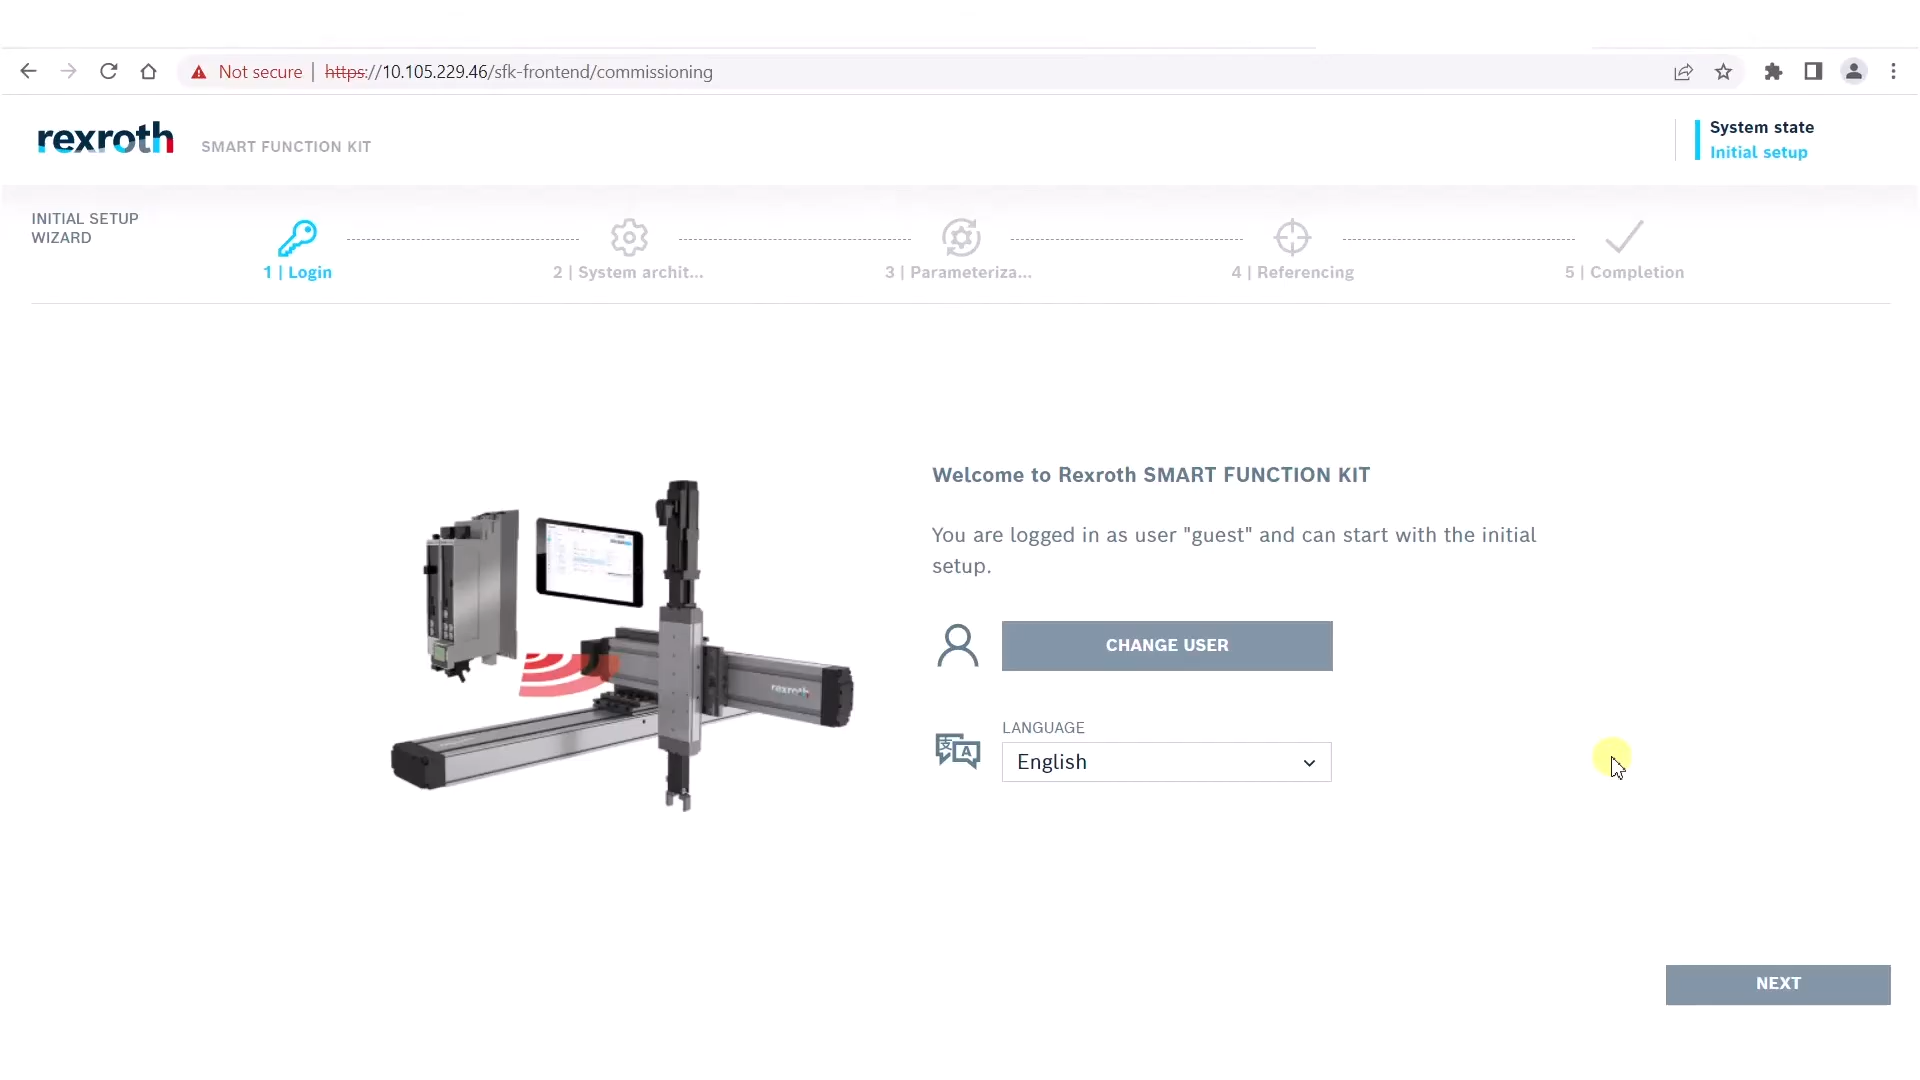 Not secure | https://10.105.229.46/sfk-frontend/commissioning
rexroth SMART FUNCTION KIT
System state
Initial setup
INITIAL SETUP
WIZARD
1 | Login
2 | System archit...
3 | Parameteriza...
4 | Referencing
5 | Completion
Welcome to Rexroth SMART FUNCTION KIT
You are logged in as user "guest" and can start with the initial
setup.
CHANGE USER
LANGUAGE
English
rexroth
NEXT